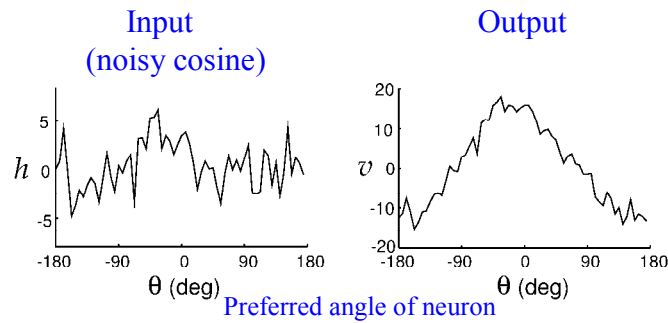 Input
(noisy cosine)
Output
5
0
-5
h
-180 -90 0 90 180
θ (deg)
20
10
0
-10
-20
v
-180 -90 0 90 180
θ (deg)
Preferred angle of neuron